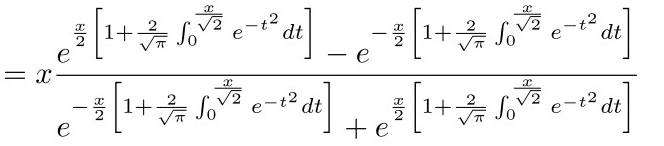 $= x \frac{e^{\frac{x}{2}\left[1+\frac{2}{\sqrt{\pi}}\int_0^{\frac{x}{\sqrt{2}}} e^{-t^2}dt\right]} - e^{-\frac{x}{2}\left[1+\frac{2}{\sqrt{\pi}}\int_0^{\frac{x}{\sqrt{2}}} e^{-t^2}dt\right]}}{e^{-\frac{x}{2}\left[1+\frac{2}{\sqrt{\pi}}\int_0^{\frac{x}{\sqrt{2}}} e^{-t^2}dt\right]} + e^{\frac{x}{2}\left[1+\frac{2}{\sqrt{\pi}}\int_0^{\frac{x}{\sqrt{2}}} e^{-t^2}dt\right]}}$